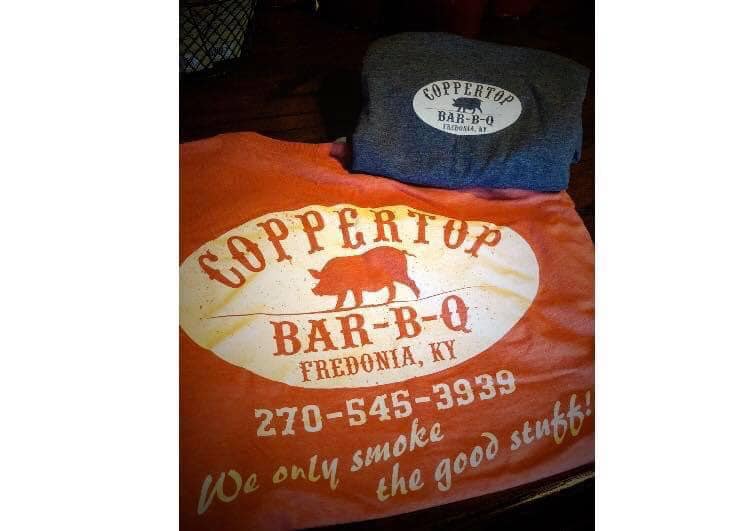 COPPERTOP
BAR-B-Q
FREDONIA, KY
COPPERTOP
BAR-B-Q
FREDONIA, KY
270-545-3939
We only smoke
the good stuff!